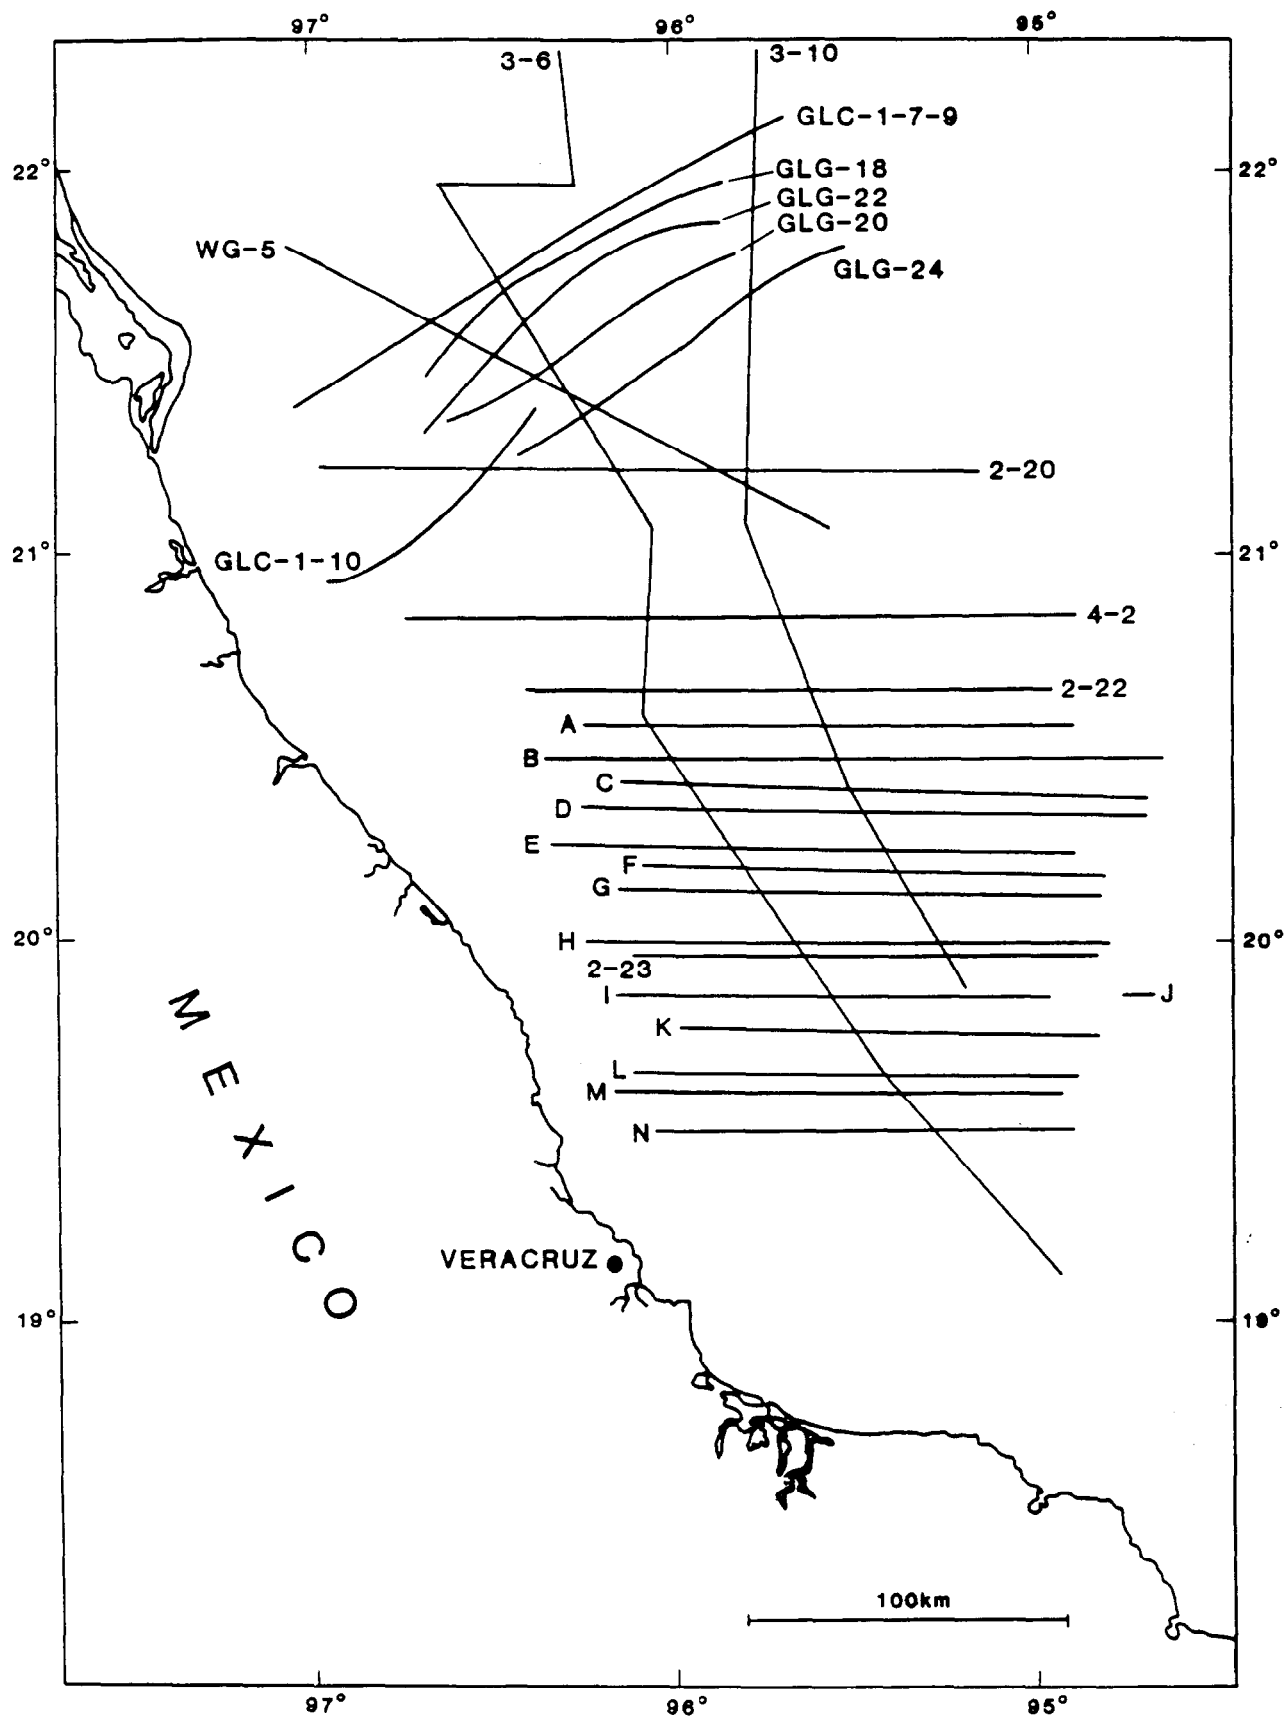 97° 96° 95°
3-6 3-10
GLC-1-7-9
22° GLG-18 22°
GLG-22
GLG-20
WG-5
GLG-24
2-20
21° GLC-1-10 21°
4-2
2-22
A
B
C
D
E
F
G
20° H 20°
2-23
I J
K
L
M
N
MEXICO
VERACRUZ
19° 19°
100km
97° 96° 95°